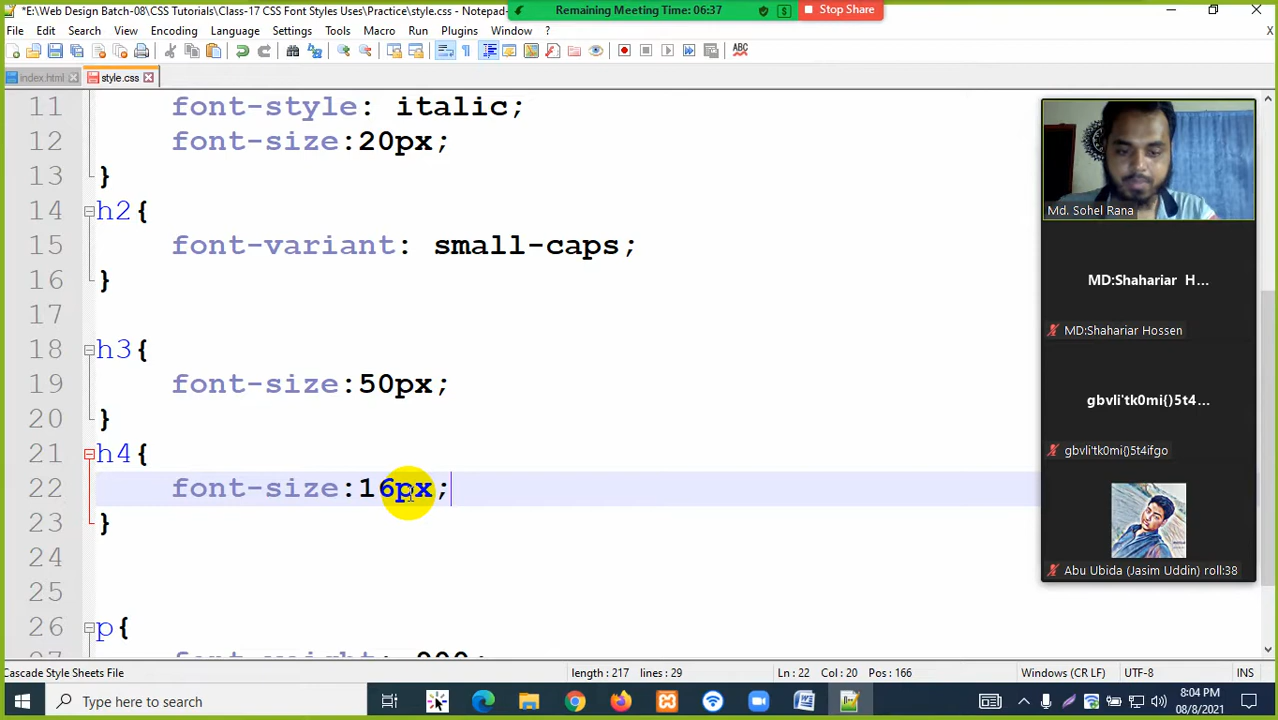 *E:\Web Design Batch-08\CSS Tutorials\Class-17 CSS Font Styles Uses\Practice\style.css - Notepad
Remaining Meeting Time: 06:37
Stop Share
File Edit Search View Encoding Language Settings Tools Macro Run Plugins Window ?
X
index.html
style.css
11 font-style: italic;
12 font-size:20px;
13 }
14 h2{
15 font-variant: small-caps;
16 }
17
18 h3{
19 font-size:50px;
20 }
21 h4{
22 font-size:16px;
23 }
24
25
26 p{
Md. Sohel Rana
MD:Shahariar H...
MD:Shahariar Hossen
gbvli'tk0mi{)5t4...
gbvli'tk0mi{)5t4ifgo
Abu Ubida (Jasim Uddin) roll:38
Cascade Style Sheets File
length : 217 lines : 29
Ln : 22 Col : 20 Pos : 166
Windows (CR LF)
UTF-8
INS
Type here to search
8:04 PM
08/8/2021